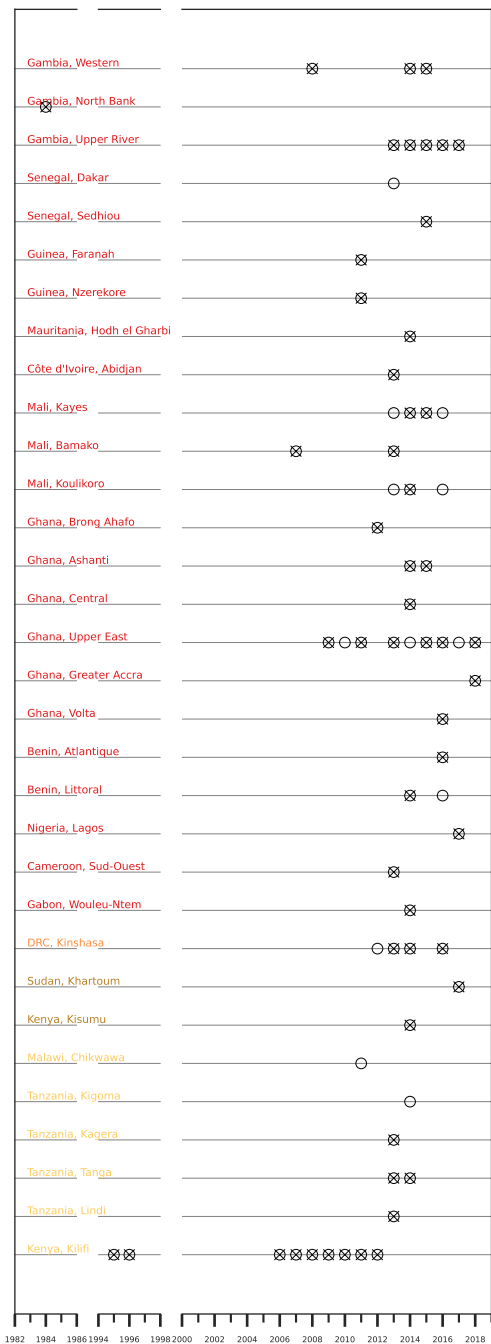 Gambia, Western
Gambia, North Bank
Gambia, Upper River
Senegal, Dakar
Senegal, Sedhiou
Guinea, Faranah
Guinea, Nzerekore
Mauritania, Hodh el Gharbi
Côte d'Ivoire, Abidjan
Mali, Kayes
Mali, Bamako
Mali, Koulikoro
Ghana, Brong Ahafo
Ghana, Ashanti
Ghana, Central
Ghana, Upper East
Ghana, Greater Accra
Ghana, Volta
Benin, Atlantique
Benin, Littoral
Nigeria, Lagos
Cameroon, Sud-Ouest
Gabon, Wouleu-Ntem
DRC, Kinshasa
Sudan, Khartoum
Kenya, Kisumu
Malawi, Chikwawa
Tanzania, Kigoma
Tanzania, Kagera
Tanzania, Tanga
Tanzania, Lindi
Kenya, Kilifi
1982 1984 1986 1994 1996 1998 2000 2002 2004 2006 2008 2010 2012 2014 2016 2018